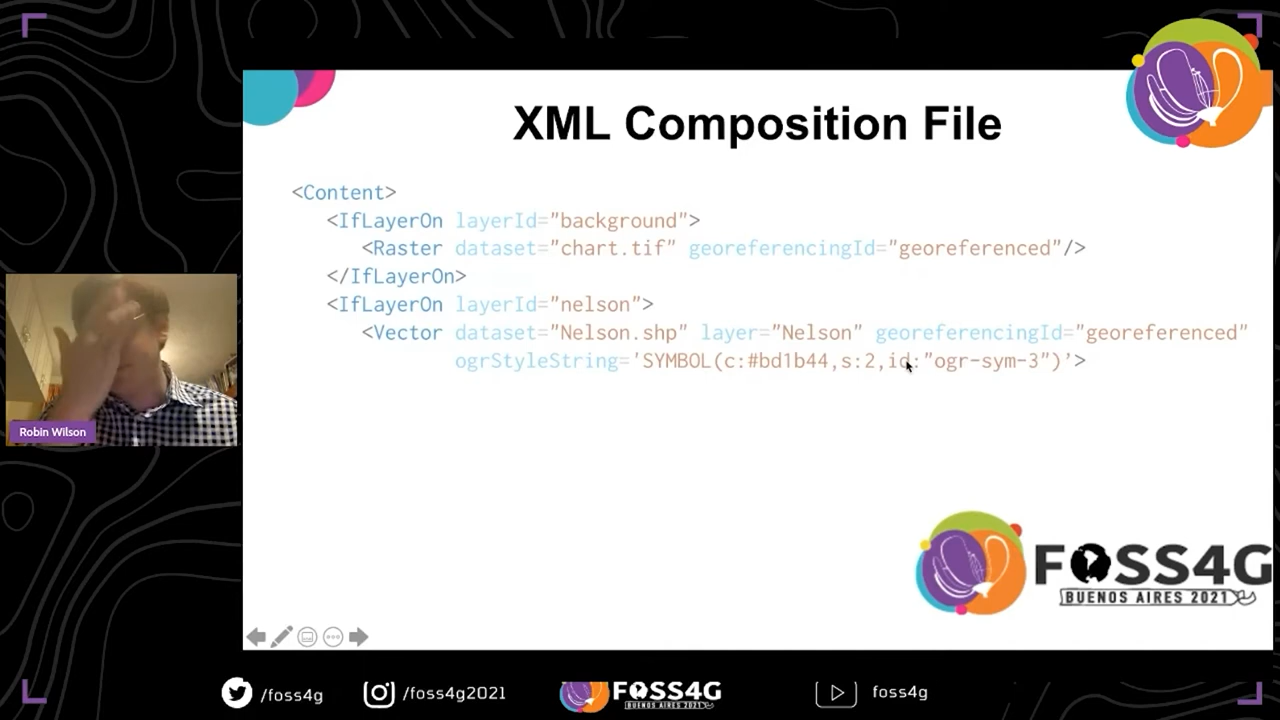 XML Composition File
<Content>
<IfLayerOn layerId="background">
<Raster dataset="chart.tif" georeferencingId="georeferenced"/>
</IfLayerOn>
<IfLayerOn layerId="nelson">
<Vector dataset="Nelson.shp" layer="Nelson" georeferencingId="georeferenced"
ogrStyleString='SYMBOL(c:#bd1b44,s:2,id:"ogr-sym-3")'>
Robin Wilson
FOSS4G
BUENOS AIRES 2021
/foss4g
/foss4g2021
FOSS4G
BUENOS AIRES 2021
foss4g